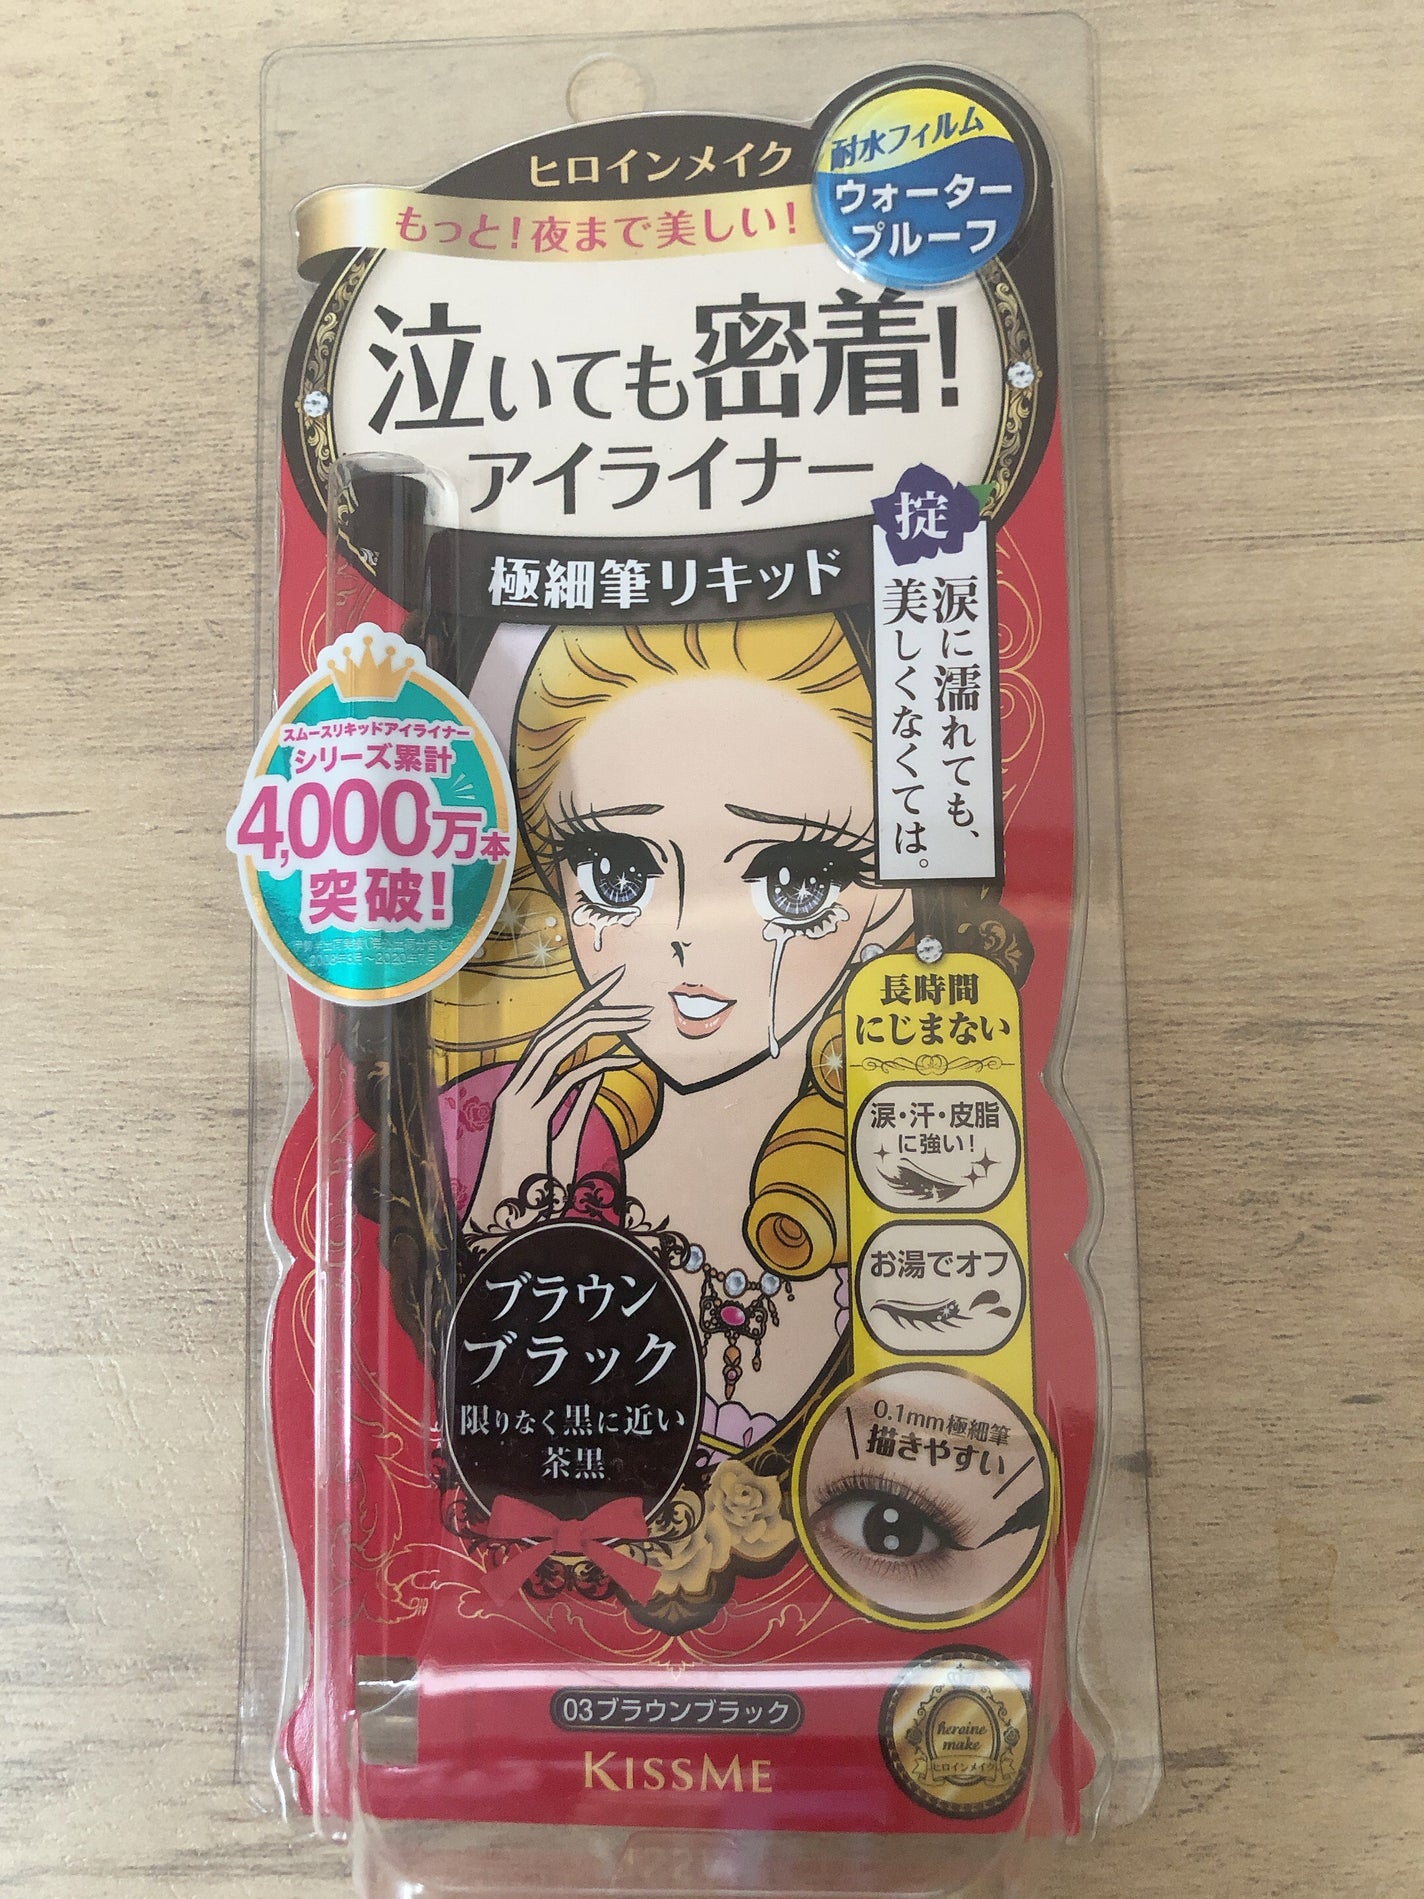 ヒロインメイク
耐水フィルム
ウォーター
プルーフ
もっと!夜まで美しい!
泣いても密着!
アイライナー
極細筆リキッド
掟
涙に濡れても、
美しくなくては。
スムースリキッドアイライナー
シリーズ累計
4,000万本
突破!
長時間
にじまない
涙・汗・皮脂
に強い!
お湯でオフ
0.1mm極細筆
描きやすい
ブラウン
ブラック
限りなく黒に近い
茶黒
03ブラウンブラック
KISSME
heroine
make
ヒロインメイク